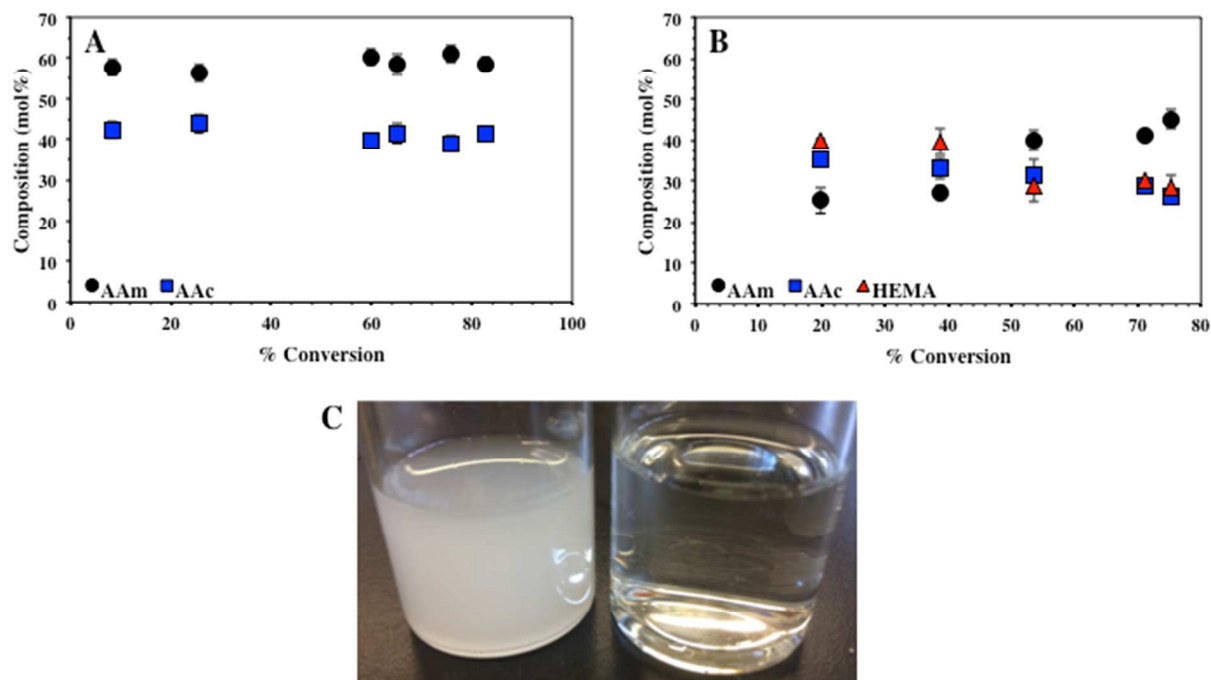 A
Composition (mol%)
70
60
50
40
30
20
10
0
AAm AAc
0 20 40 60 80 100
% Conversion
B
Composition (mol%)
70
60
50
40
30
20
10
0
AAm AAc HEMA
0 10 20 30 40 50 60 70 80
% Conversion
C